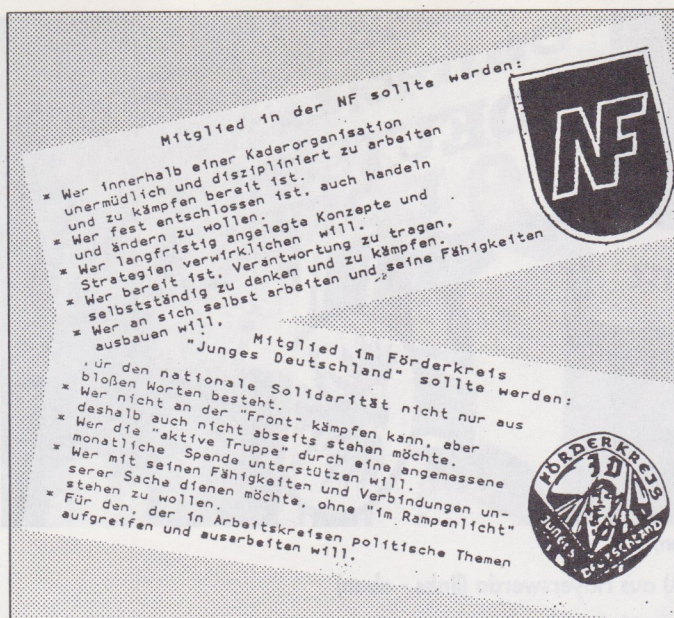 Mitglied in der NF sollte werden:
* Wer innerhalb einer Kaderorganisation
unermüdlich und diszipliniert zu arbeiten
und zu kämpfen bereit ist.
* Wer fest entschlossen ist, auch handeln
und ändern zu wollen.
* Wer langfristig angelegte Konzepte und
Strategien verwirklichen will.
* Wer bereit ist, Verantwortung zu tragen,
selbstständig zu denken und zu kämpfen.
* Wer an sich selbst arbeiten und seine Fähigkeiten
ausbauen will.
NF
Mitglied im Förderkreis
"Junges Deutschland" sollte werden:
ür den nationale Solidarität nicht nur aus
bloßen Worten besteht.
* Wer nicht an der "Front" kämpfen kann, aber
deshalb auch nicht abseits stehen möchte.
* Wer die "aktive Truppe" durch eine angemessene
monatliche Spende unterstützen will.
* Wer mit seinen Fähigkeiten und Verbindungen un-
serer Sache dienen möchte, ohne "im Rampenlicht"
stehen zu wollen.
* Für den, der in Arbeitskreisen politische Themen
aufgreifen und ausarbeiten will.
FÖRDERKREIS
JD
JUNGES DEUTSCHLAND